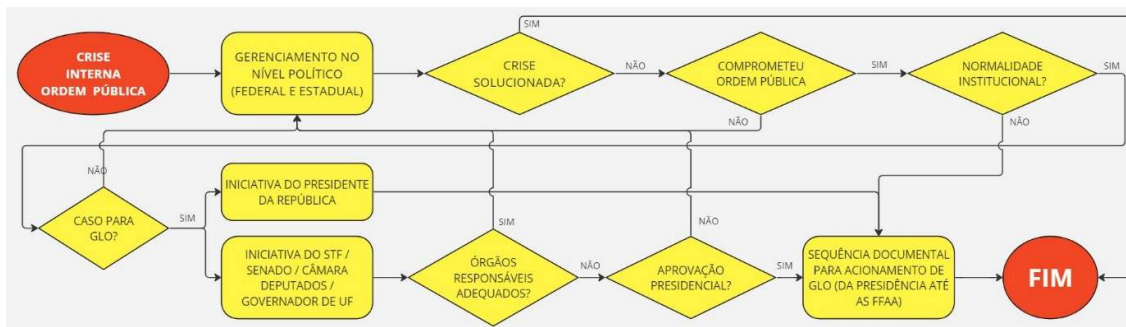 SIM
CRISE
INTERNA
ORDEM PÚBLICA
GERENCIAMENTO NO
NÍVEL POLÍTICO
(FEDERAL E ESTADUAL)
CRISE
SOLUCIONADA?
NÃO
COMPROMETEU
ORDEM PÚBLICA
SIM
NORMALIDADE
INSTITUCIONAL?
SIM
NÃO
NÃO
NÃO
CASO PARA
GLO?
SIM
INICIATIVA DO PRESIDENTE
DA REPÚBLICA
INICIATIVA DO STF /
SENADO / CÂMARA
DEPUTADOS /
GOVERNADOR DE UF
SIM
ÓRGÃOS
RESPONSÁVEIS
ADEQUADOS?
NÃO
NÃO
APROVAÇÃO
PRESIDENCIAL?
SIM
SEQUÊNCIA DOCUMENTAL
PARA ACIONAMENTO DE
GLO (DA PRESIDÊNCIA ATÉ
AS FFAA)
FIM